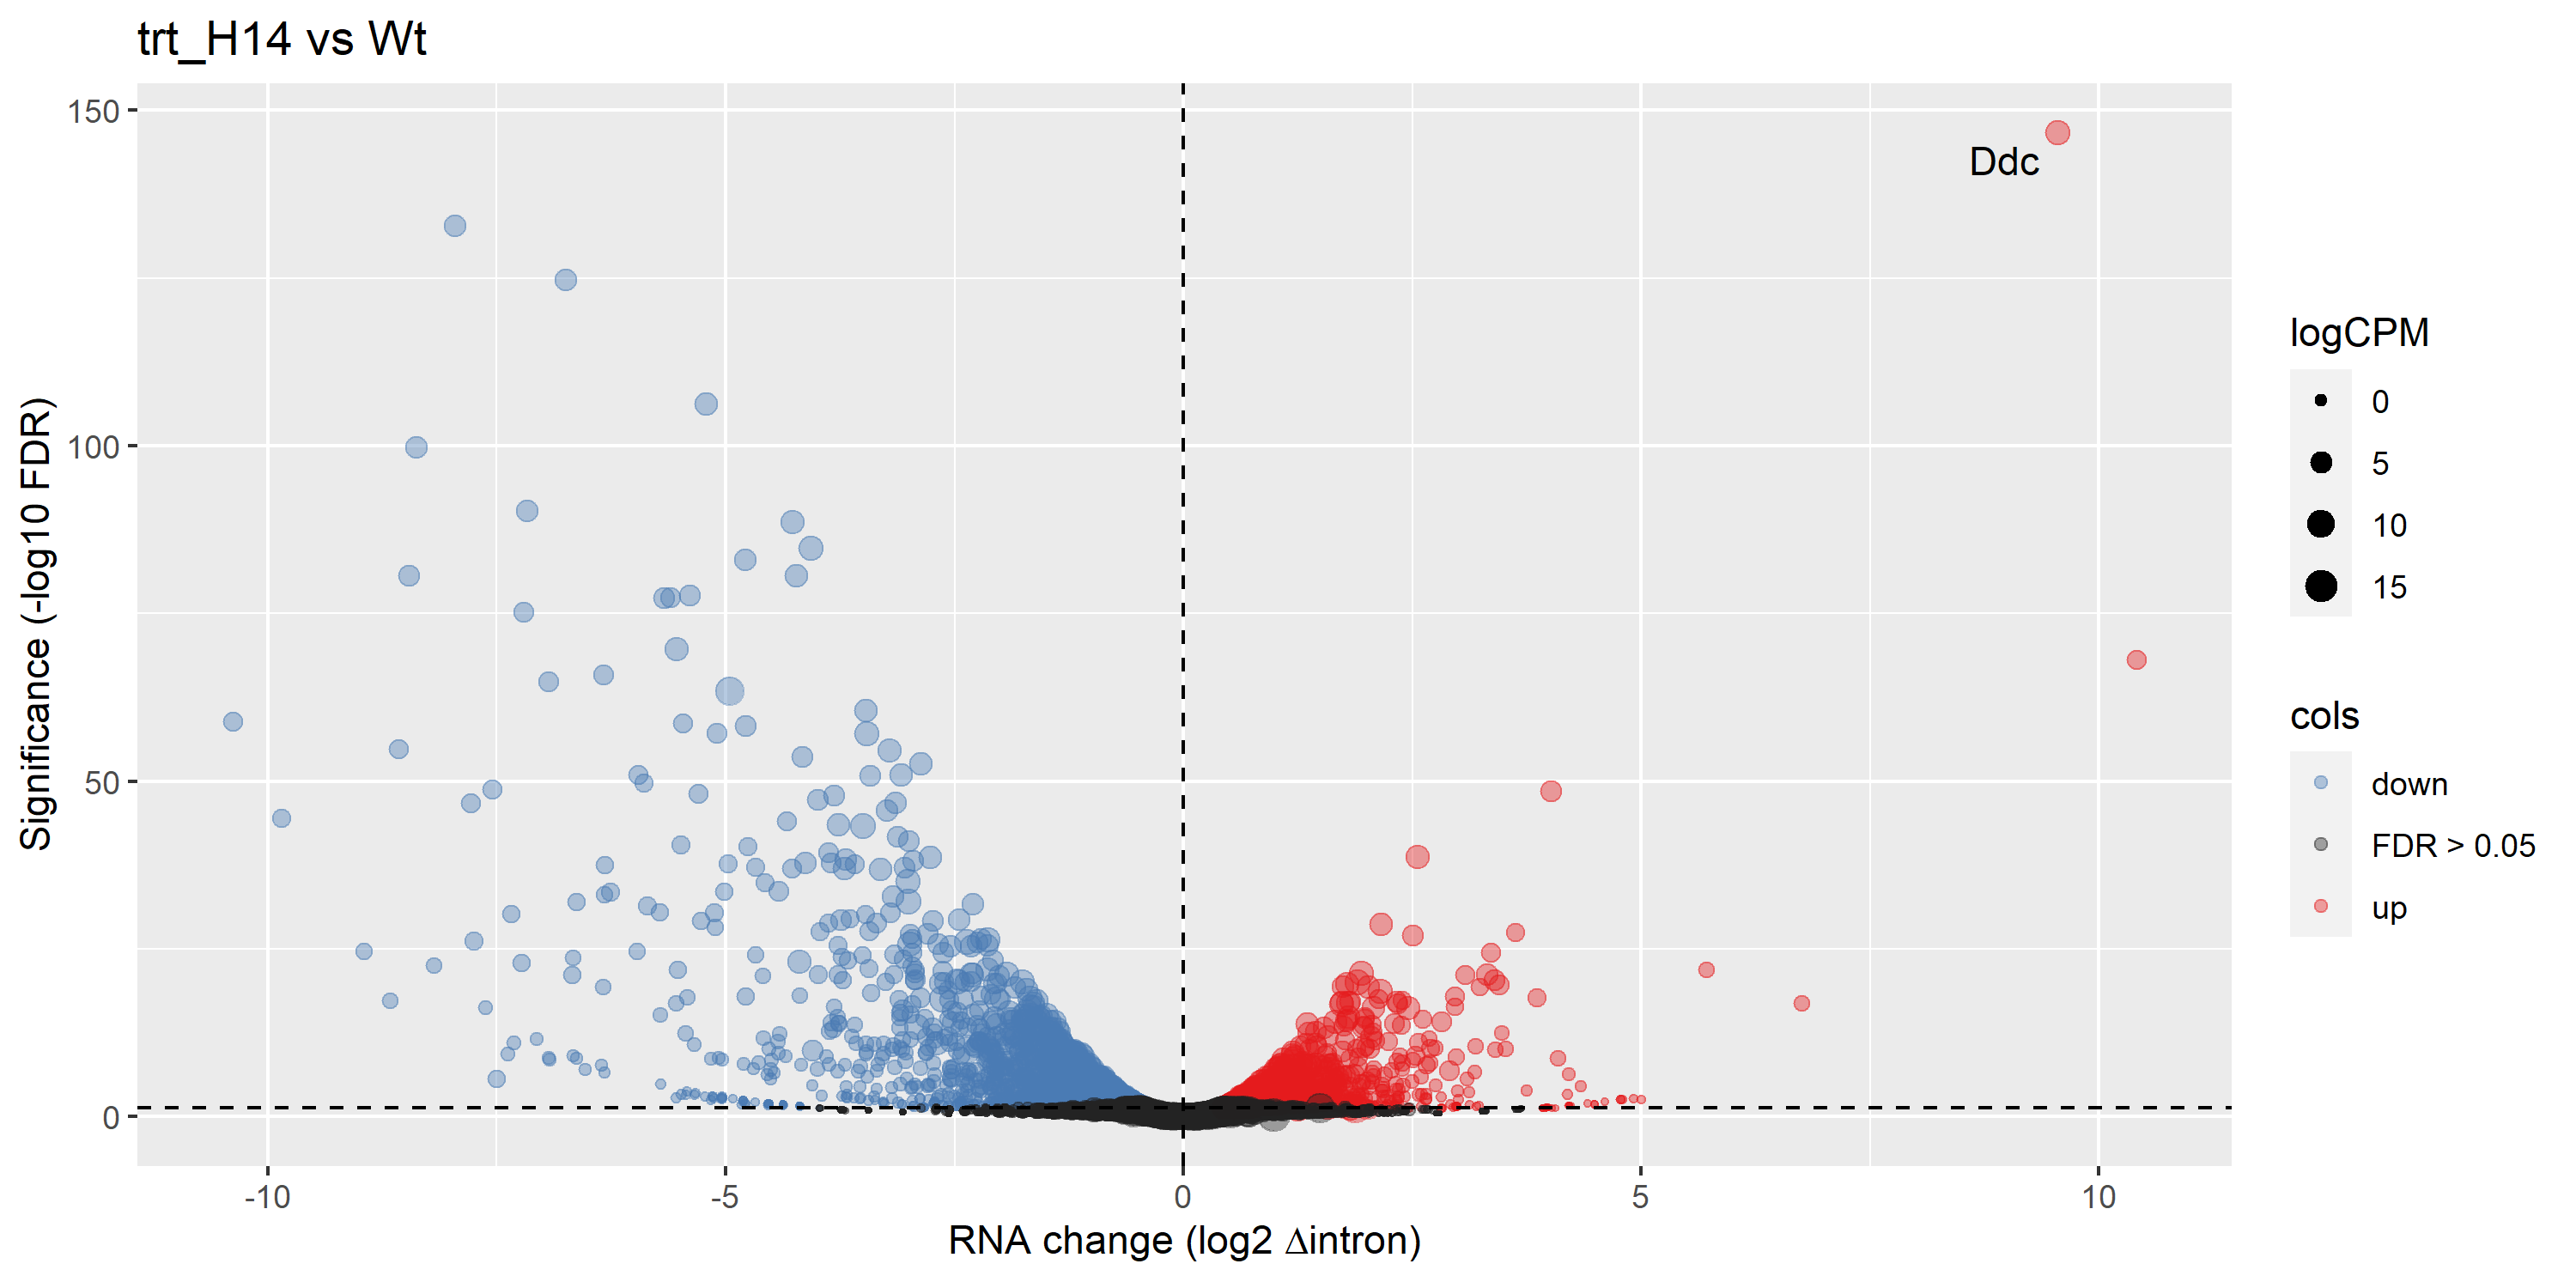 trt_H14 vs Wt
Significance (-log10 FDR)
150
100
50
0
Ddc
-10
-5
0
5
10
RNA change (log2 Δintron)
logCPM
0
5
10
15
cols
down
FDR > 0.05
up